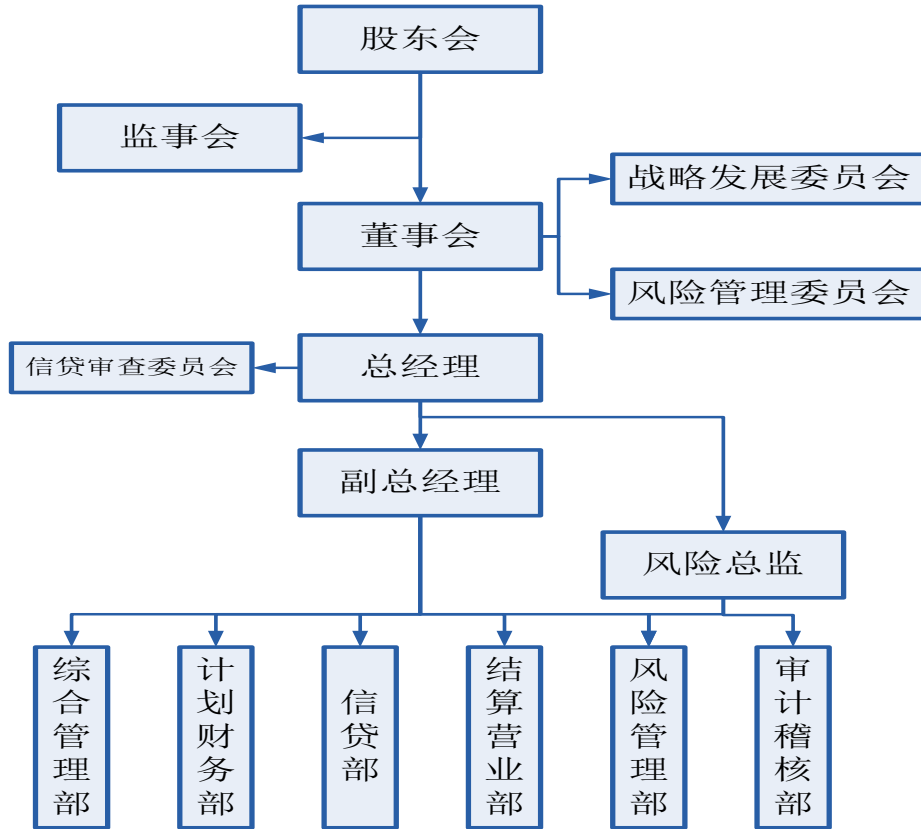 股东会
监事会
战略发展委员会
董事会
风险管理委员会
总经理
信贷审查委员会
副总经理
风险总监
综合管理部
计划财务部
信贷部
结算营业部
风险管理部
审计稽核部